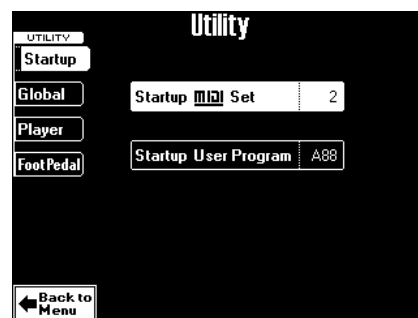 Utility
UTILITY
Startup
Global
Player
FootPedal
Startup MIDI Set 2
Startup User Program A88
Back to
Menu